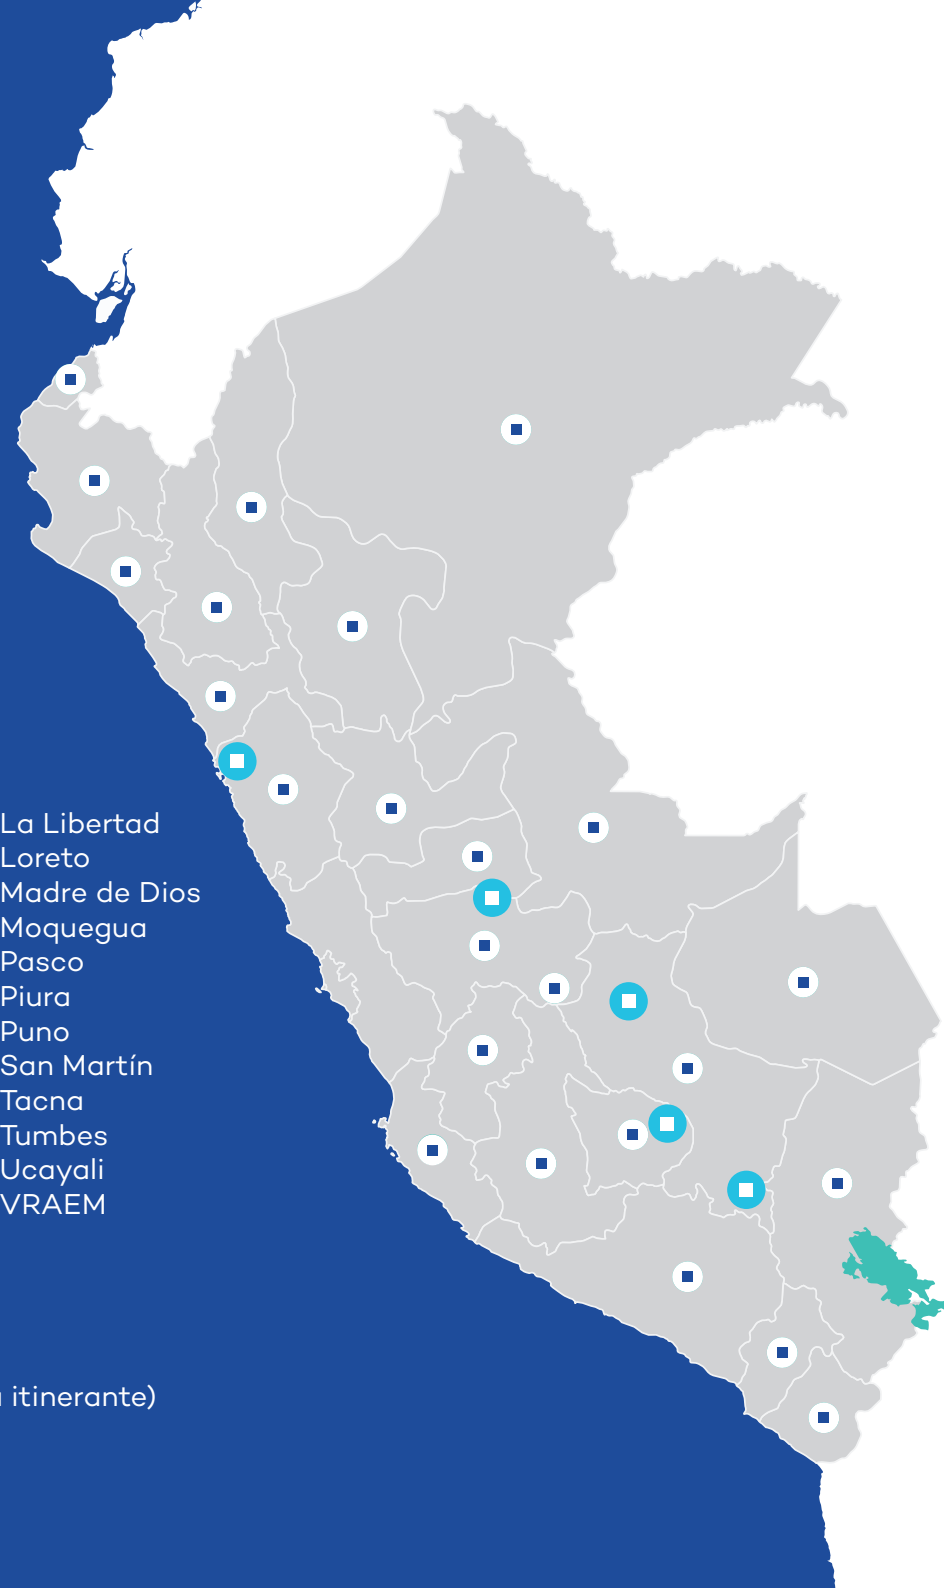 La Libertad
Loreto
Madre de Dios
Moquegua
Pasco
Piura
Puno
San Martín
Tacna
Tumbes
Ucayali
VRAEM
itinerante)